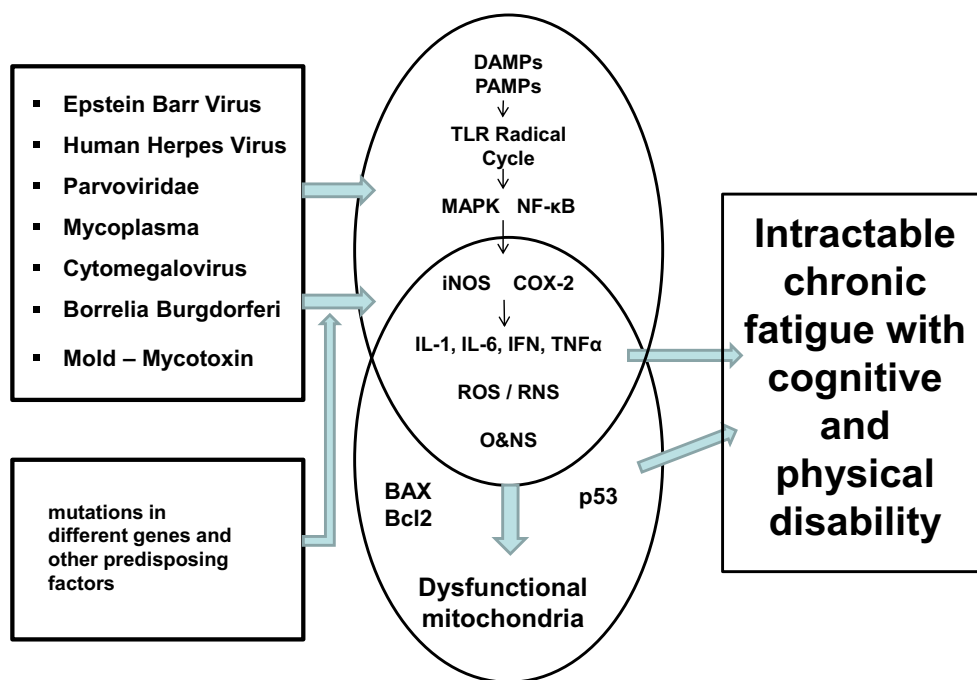 ▪ Epstein Barr Virus
▪ Human Herpes Virus
▪ Parvoviridae
▪ Mycoplasma
▪ Cytomegalovirus
▪ Borrelia Burgdorferi
▪ Mold – Mycotoxin
mutations in
different genes and
other predisposing
factors
DAMPs
PAMPs
TLR Radical
Cycle
MAPK NF-κB
iNOS COX-2
IL-1, IL-6, IFN, TNFα
ROS / RNS
O&NS
BAX
Bcl2
p53
Dysfunctional
mitochondria
Intractable
chronic
fatigue with
cognitive
and
physical
disability